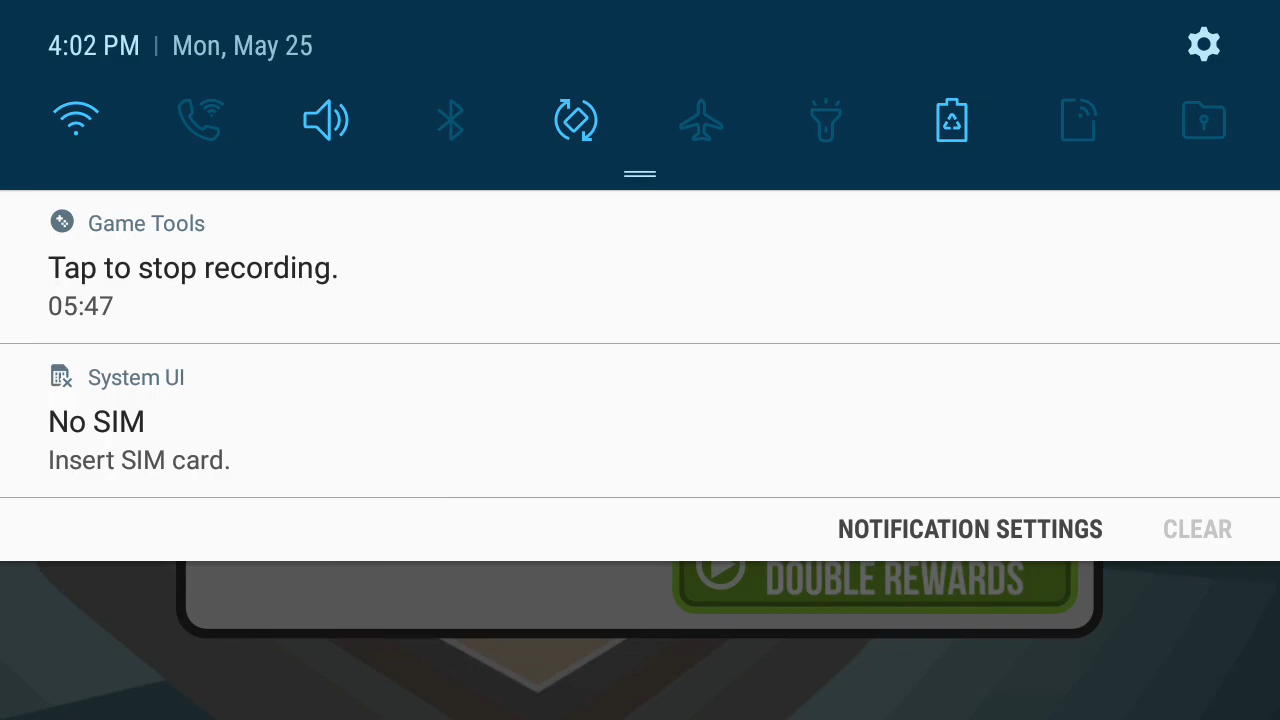 4:02 PM | Mon, May 25
Game Tools
Tap to stop recording.
05:47
System UI
No SIM
Insert SIM card.
NOTIFICATION SETTINGS CLEAR
DOUBLE REWARDS